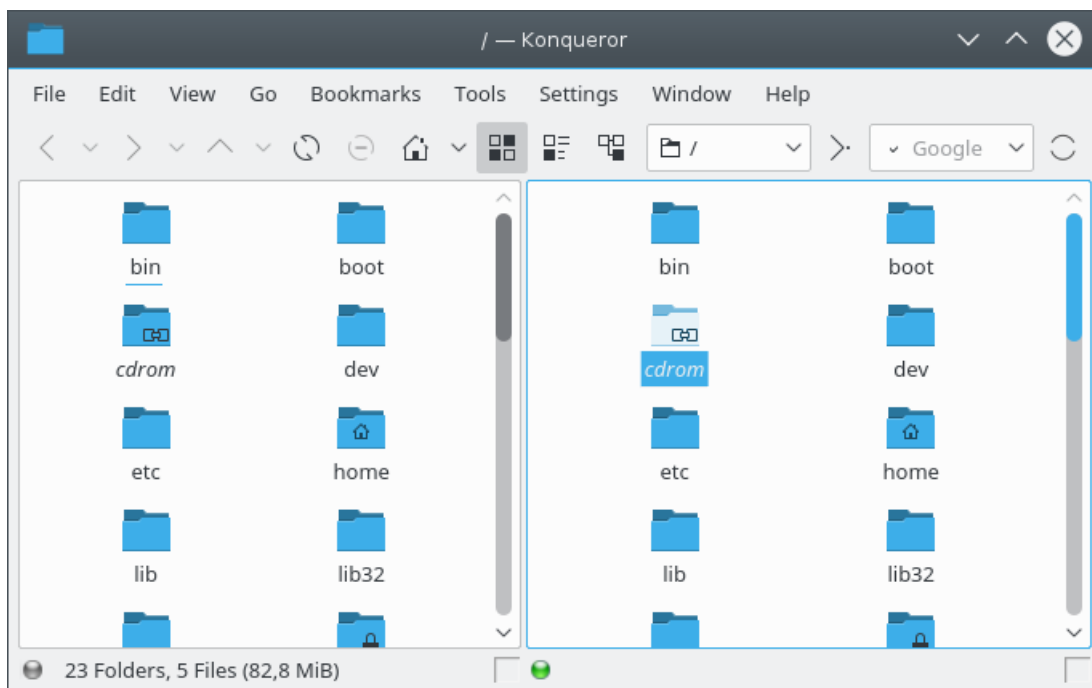 / — Konqueror
File Edit View Go Bookmarks Tools Settings Window Help
/ Google
bin boot bin boot
cdrom dev cdrom dev
etc home etc home
lib lib32 lib lib32
23 Folders, 5 Files (82,8 MiB)